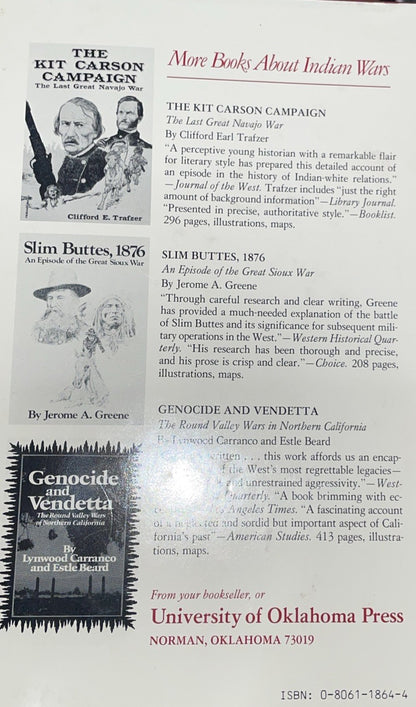 THE
KIT CARSON
CAMPAIGN
The Last Great Navajo War
Clifford E. Trafzer
Slim Buttes, 1876
An Episode of the Great Sioux War
By Jerome A. Greene
Genocide
and
Vendetta
The Round Valley Wars
of Northern California
By
Lynwood Carranco
and Estle Beard
More Books About Indian Wars
THE KIT CARSON CAMPAIGN
The Last Great Navajo War
By Clifford Earl Trafzer
"A perceptive young historian with a remarkable flair
for literary style has prepared this detailed account of
an episode in the history of Indian-white relations."
—Journal of the West. Trafzer includes "just the right
amount of background information"—Library Journal.
"Presented in precise, authoritative style."—Booklist.
296 pages, illustrations, maps.
SLIM BUTTES, 1876
An Episode of the Great Sioux War
By Jerome A. Greene
"Through careful research and clear writing, Greene
has provided a much-needed explanation of the battle
of Slim Buttes and its significance for subsequent mili-
tary operations in the West."—Western Historical Quar-
terly. "His research has been thorough and precise,
and his prose is crisp and clear."—Choice. 208 pages,
illustrations, maps.
GENOCIDE AND VENDETTA
The Round Valley Wars in Northern California
By Lynwood Carranco and Estle Beard
written . . . this work affords us an encap-
of the West's most regrettable legacies—
and unrestrained aggressivity."—West-
Quarterly. "A book brimming with ec-
Los Angeles Times. "A fascinating account
of a neglected and sordid but important aspect of Cali-
fornia's past"—American Studies. 413 pages, illustra-
tions, maps.
From your bookseller, or
University of Oklahoma Press
NORMAN, OKLAHOMA 73019
ISBN: 0-8061-1864-4